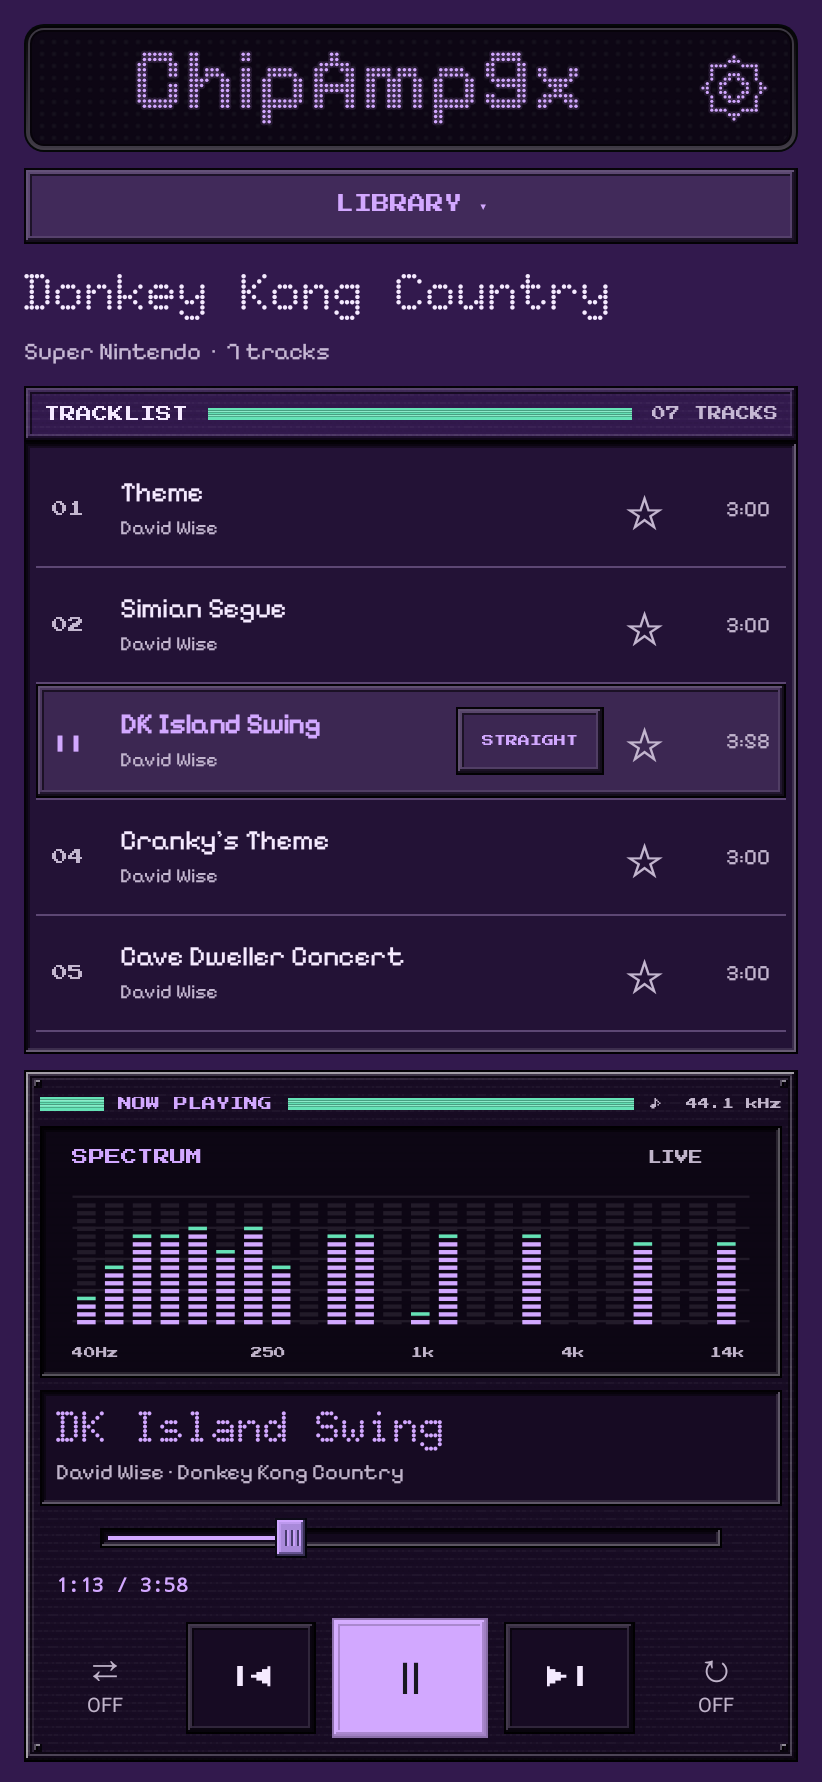 ChipAmp9x
LIBRARY ▾
Donkey Kong Country
Super Nintendo · 7 tracks
TRACKLIST 07 TRACKS
01 Theme 3:00
David Wise
02 Simian Segue 3:00
David Wise
DK Island Swing STRAIGHT 3:58
David Wise
04 Cranky's Theme 3:00
David Wise
05 Cave Dweller Concert 3:00
David Wise
NOW PLAYING ♪ 44.1 kHz
SPECTRUM LIVE
40Hz 250 1k 4k 14k
DK Island Swing
David Wise · Donkey Kong Country
1:13 / 3:58
OFF OFF